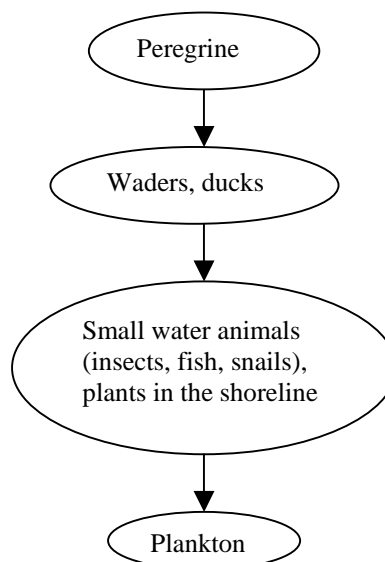 Peregrine
Waders, ducks
Small water animals
(insects, fish, snails),
plants in the shoreline
Plankton